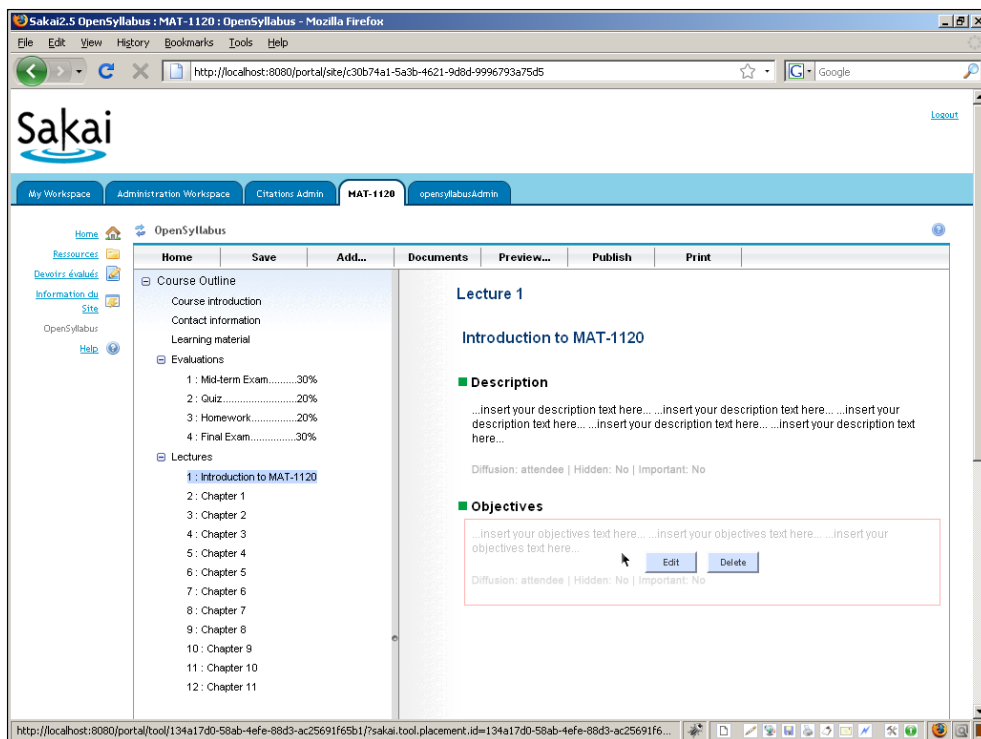 Sakai2.5 OpenSyllabus : MAT-1120 : OpenSyllabus - Mozilla Firefox
File Edit View History Bookmarks Tools Help
http://localhost:8080/portal/site/c30b74a1-5a3b-4621-9d8d-9996793a75d5
G Google
Sakai
Logout
My Workspace Administration Workspace Citations Admin MAT-1120 opensyllabusAdmin
Home
Ressources
Devoirs évalués
Information du
Site
OpenSyllabus
Help
OpenSyllabus
Home Save Add... Documents Preview... Publish Print
Course Outline
Course introduction
Contact information
Learning material
Evaluations
1 : Mid-term Exam..........30%
2 : Quiz.........................20%
3 : Homework................20%
4 : Final Exam................30%
Lectures
1 : Introduction to MAT-1120
2 : Chapter 1
3 : Chapter 2
4 : Chapter 3
5 : Chapter 4
6 : Chapter 5
7 : Chapter 6
8 : Chapter 7
9 : Chapter 8
10 : Chapter 9
11 : Chapter 10
12 : Chapter 11
Lecture 1
Introduction to MAT-1120
Description
...insert your description text here... ...insert your description text here... ...insert your
description text here... ...insert your description text here... ...insert your description text
here...
Diffusion: attendee | Hidden: No | Important: No
Objectives
...insert your objectives text here... ...insert your objectives text here... ...insert your
objectives text here...
Edit Delete
Diffusion: attendee | Hidden: No | Important: No
http://localhost:8080/portal/tool/134a17d0-58ab-4efe-88d3-ac25691f65b1/?sakai.tool.placement.id=134a17d0-58ab-4efe-88d3-ac25691f6...